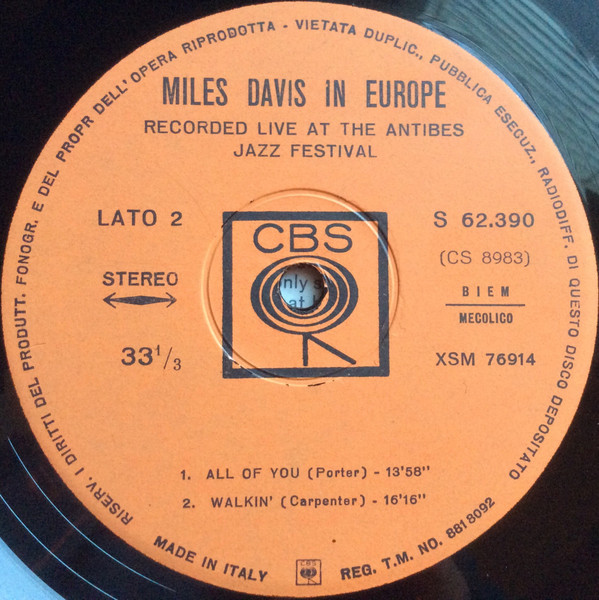 RISERV. I DIRITTI DEL PRODUTT. FONOGR. E DEL PROPR DELL'OPERA RIPRODOTTA - VIETATA DUPLIC., PUBBLICA ESECUZ., RADIODIFF. DI QUESTO DISCO DEPOSITATO
MILES DAVIS IN EUROPE
RECORDED LIVE AT THE ANTIBES
JAZZ FESTIVAL
LATO 2
S 62.390
CBS
(CS 8983)
STEREO
only s
at
BIEM
MECOLICO
33¹/₃
XSM 76914
1. ALL OF YOU (Porter) - 13'58"
2. WALKIN' (Carpenter) - 16'16"
MADE IN ITALY
CBS
REG. T.M. NO. 8818092